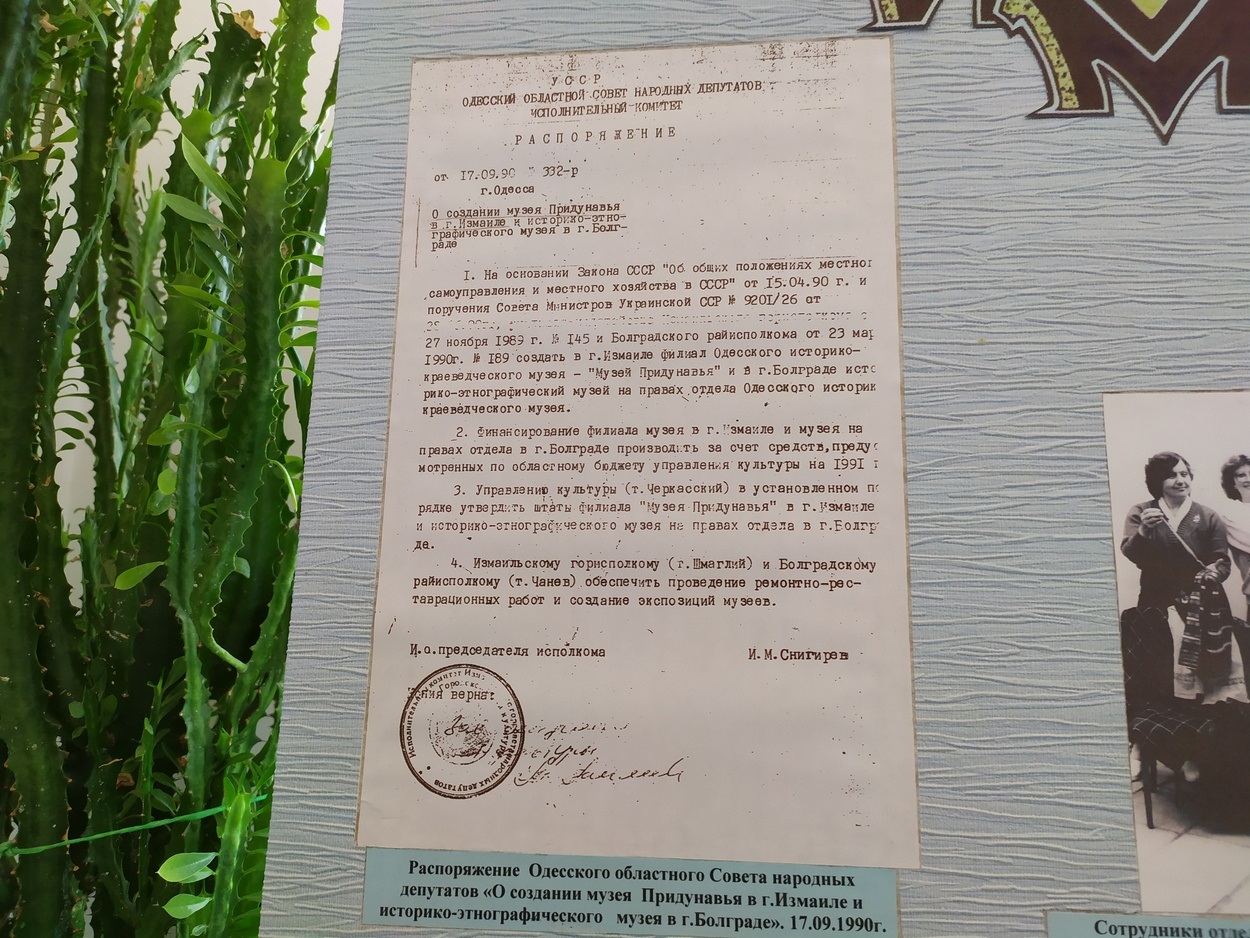 УССР
ОДЕССКИЙ ОБЛАСТНОЙ СОВЕТ НАРОДНЫХ ДЕПУТАТОВ
ИСПОЛНИТЕЛЬНЫЙ КОМИТЕТ
РАСПОРЯЖЕНИЕ
от 17.09.90 332-р
г.Одесса
О создании музея Придунавья
в г.Измаиле и историко-этно-
графического музея в г.Болг-
раде
I. На основании Закона СССР "Об общих положениях местног
самоуправления и местного хозяйства в СССР" от 15.04.90 г. и
поручения Совета Министров Украинской ССР № 9201/26 от
27 ноября 1989 г. № 145 и Болградского райисполкома от 23 мар
1990г. № 189 создать в г.Измаиле филиал Одесского историко-
краеведческого музея - "Музей Придунавья" и в г.Болграде исто
рико-этнографический музей на правах отдела Одесского историк
краеведческого музея.
2. Финансирование филиала музея в г.Измаиле и музея на
правах отдела в г.Болграде производить за счет средств,предус
мотренных по областному бюджету управления культуры на 1991 г
3. Управлению культуры (т.Черкасский) в установленном по
рядке утвердить штаты филиала "Музея Придунавья" в г.Измаиле
и историко-этнографического музея на правах отдела в г.Болгр
да.
4. Измаильскому горисполкому (г.Шмаглий) и Болградскому
райисполкому (т.Чанев) обеспечить проведение ремонтно-рес-
таврационных работ и создание экспозиций музеев.
И.о.председателя исполкома И.М.Снигирев
ния верна:
Распоряжение Одесского областного Совета народных
депутатов «О создании музея Придунавья в г.Измаиле и
историко-этнографического музея в г.Болграде». 17.09.1990г.
Сотрудники отде